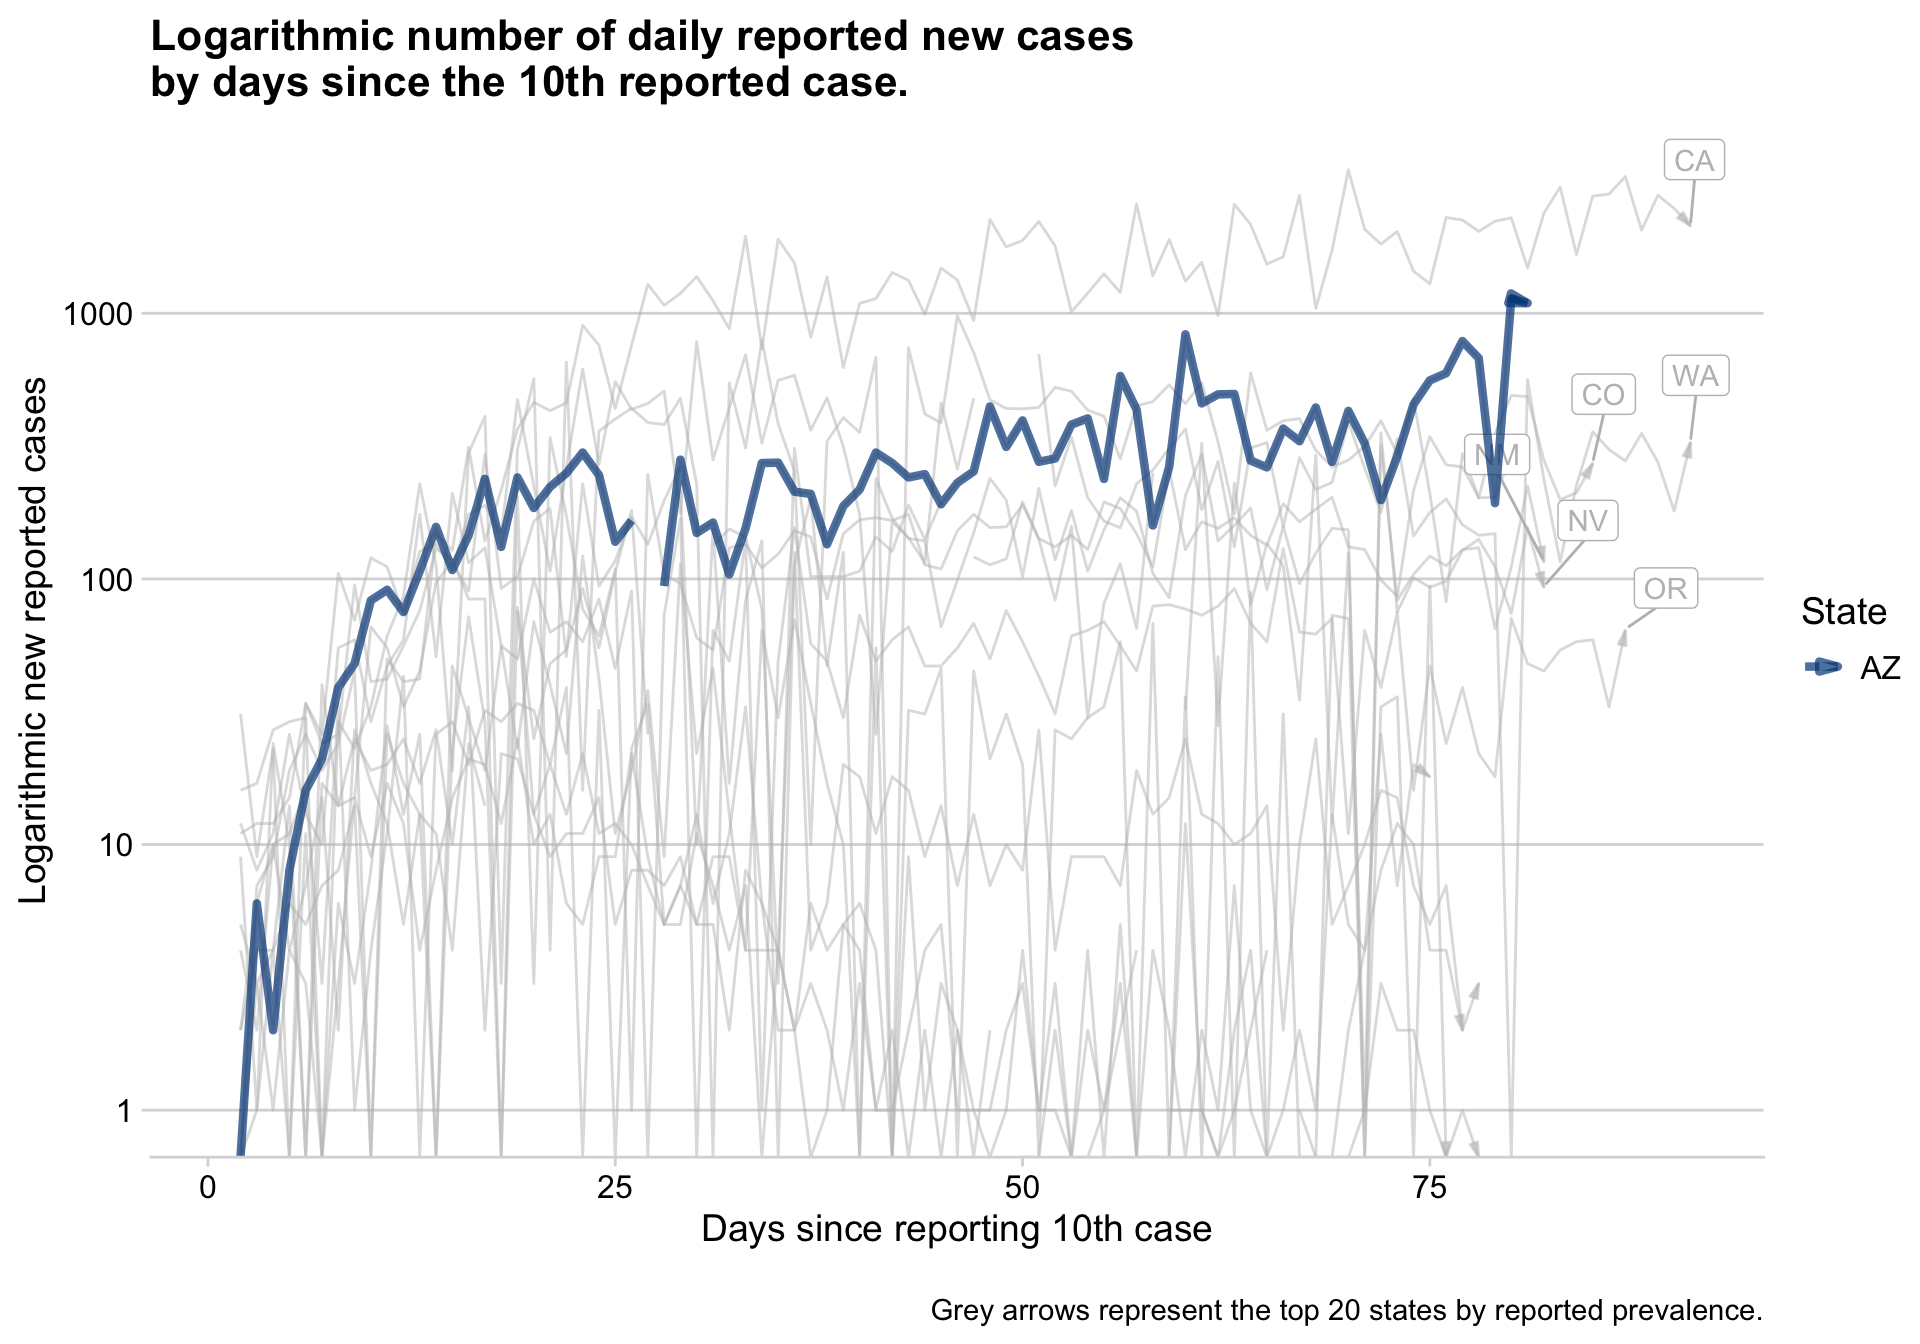 Logarithmic number of daily reported new cases
by days since the 10th reported case.
CA
WA
CO
NM
NV
OR
1000
100
10
1
Logarithmic new reported cases
0
25
50
75
Days since reporting 10th case
State
AZ
Grey arrows represent the top 20 states by reported prevalence.